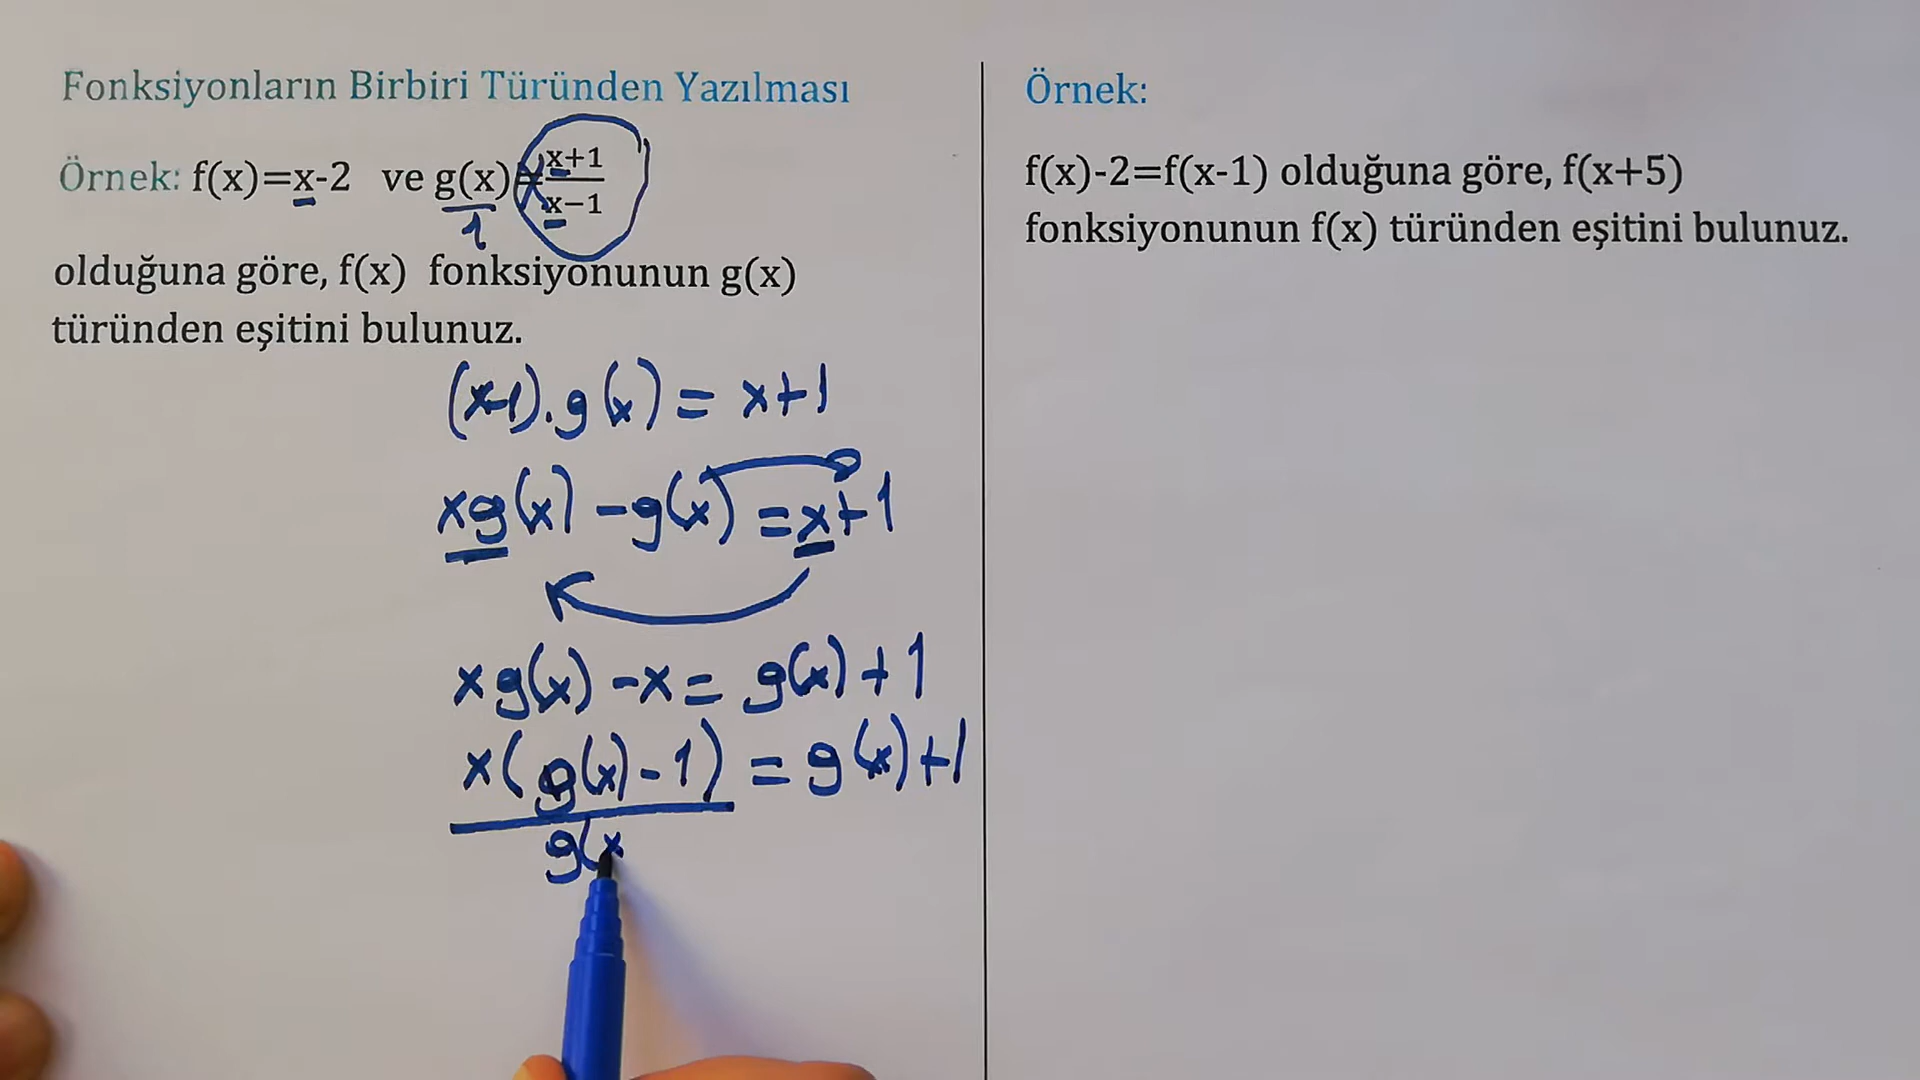 Fonksiyonların Birbiri Türünden Yazılması
Örnek: f(x)=x-2 ve g(x)=x+1/x−1
1
olduğuna göre, f(x) fonksiyonunun g(x)
türünden eşitini bulunuz.
(x-1).g(x) = x+1
xg(x) -g(x) =x+1
xg(x) -x= g(x)+1
x(g(x)-1) = g(x)+1
g(x
Örnek:
f(x)-2=f(x-1) olduğuna göre, f(x+5)
fonksiyonunun f(x) türünden eşitini bulunuz.